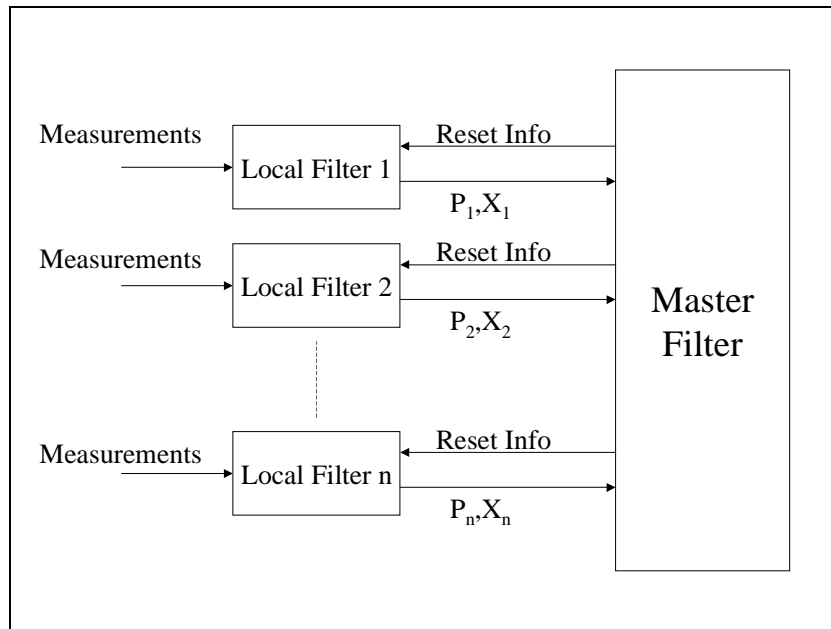 Measurements
Local Filter 1
Reset Info
P₁,X₁
Measurements
Local Filter 2
Reset Info
P₂,X₂
Measurements
Local Filter n
Reset Info
Pₙ,Xₙ
Master
Filter